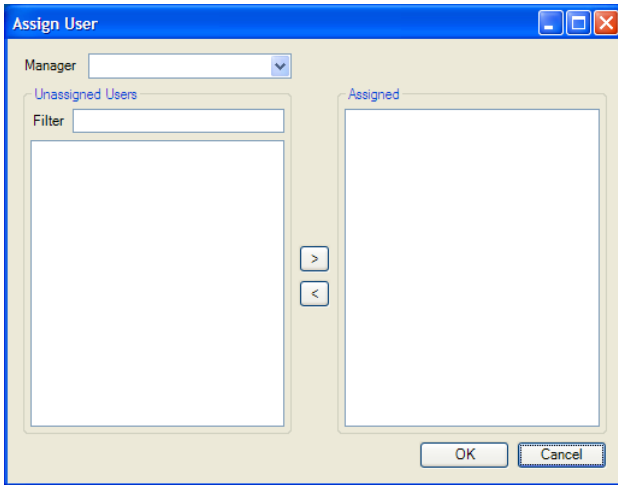 Assign User
Manager
Unassigned Users
Assigned
Filter
>
<
OK
Cancel